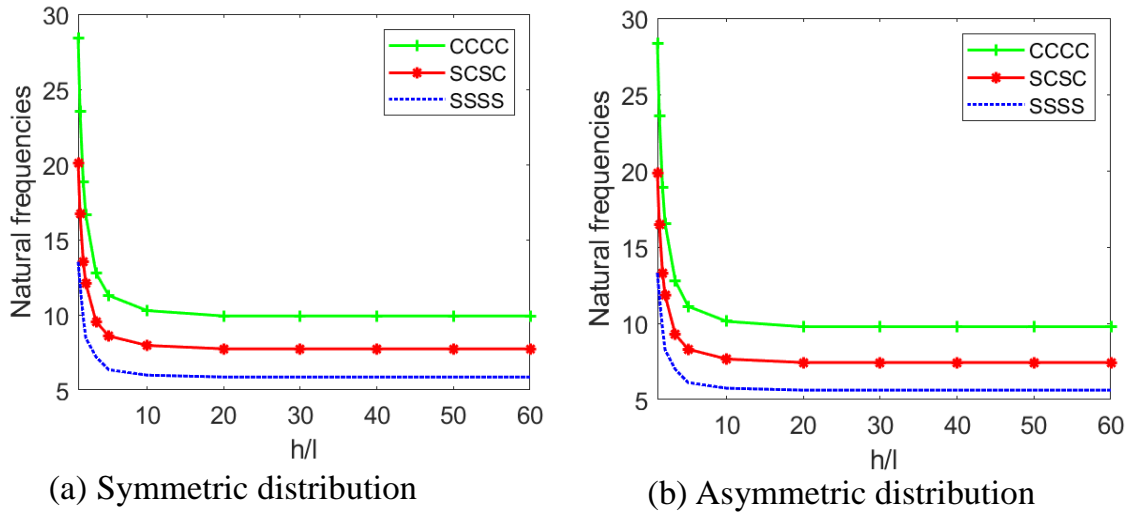 30
25
20
15
10
5
Natural frequencies
CCCC
SCSC
SSSS
10 20 30 40 50 60
h/l
(a) Symmetric distribution
30
25
20
15
10
5
Natural frequencies
CCCC
SCSC
SSSS
10 20 30 40 50 60
h/l
(b) Asymmetric distribution